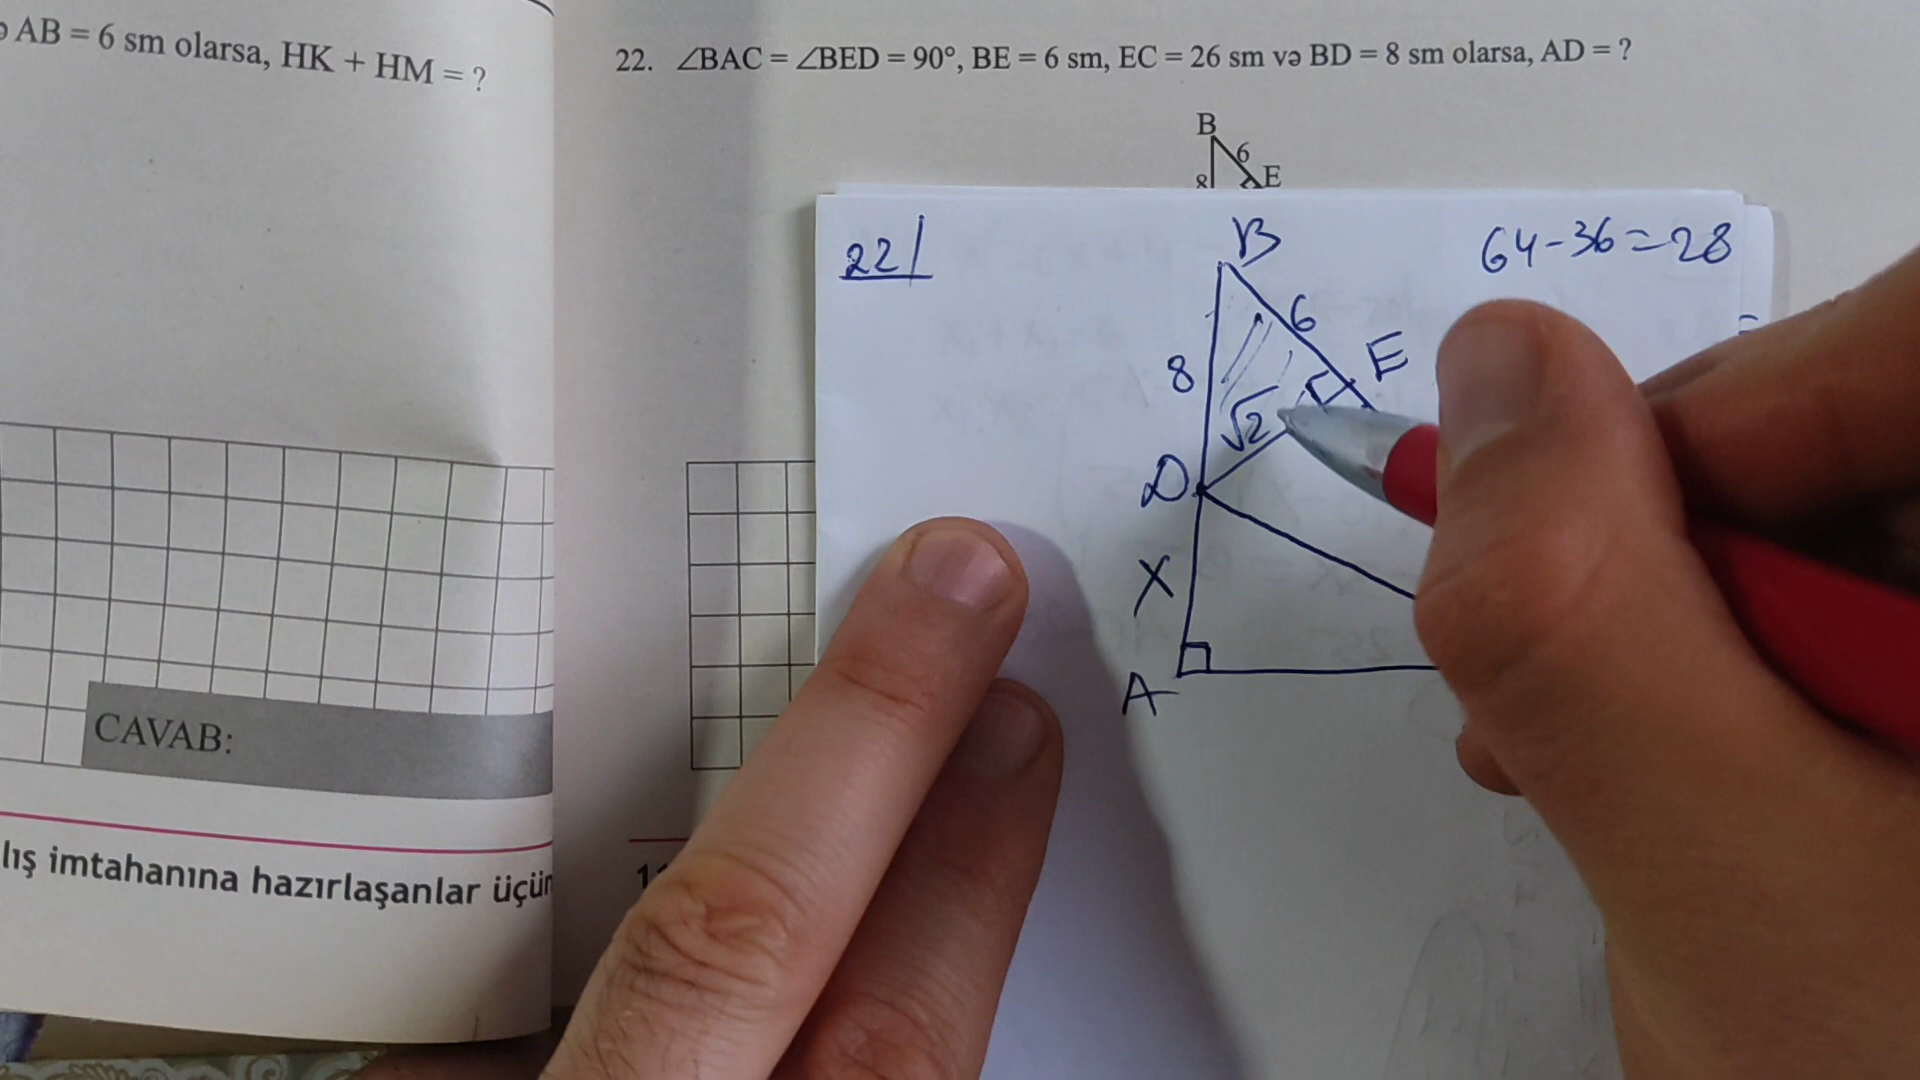 AB = 6 sm olarsa, HK + HM = ?
CAVAB:
lış imtahanına hazırlaşanlar üçün
22. ∠BAC = ∠BED = 90°, BE = 6 sm, EC = 26 sm və BD = 8 sm olarsa, AD = ?
B
6
8
E
22
B
64-36=28
6
E
8
√2
D
X
A